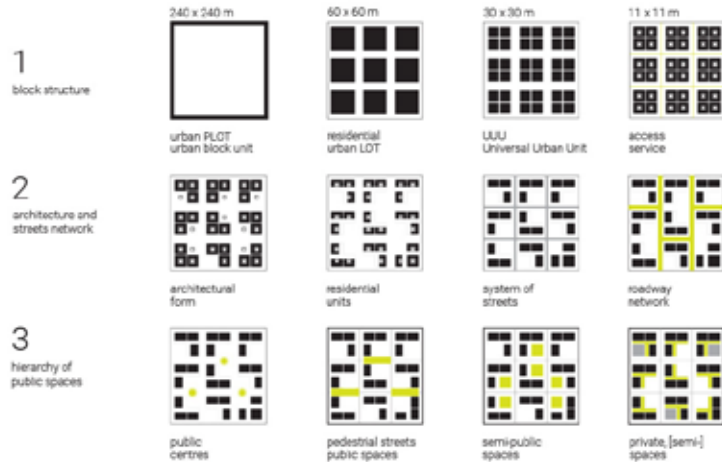 240 x 240 m
60 x 60 m
30 x 30 m
11 x 11 m
1
block structure
urban PLOT
urban block unit
residential
urban LOT
UUU
Universal Urban Unit
access
service
2
architecture and
streets network
architectural
form
residential
units
system of
streets
roadway
network
3
hierarchy of
public spaces
public
centres
pedestrial streets
public spaces
semi-public
spaces
private, [semi-]
spaces